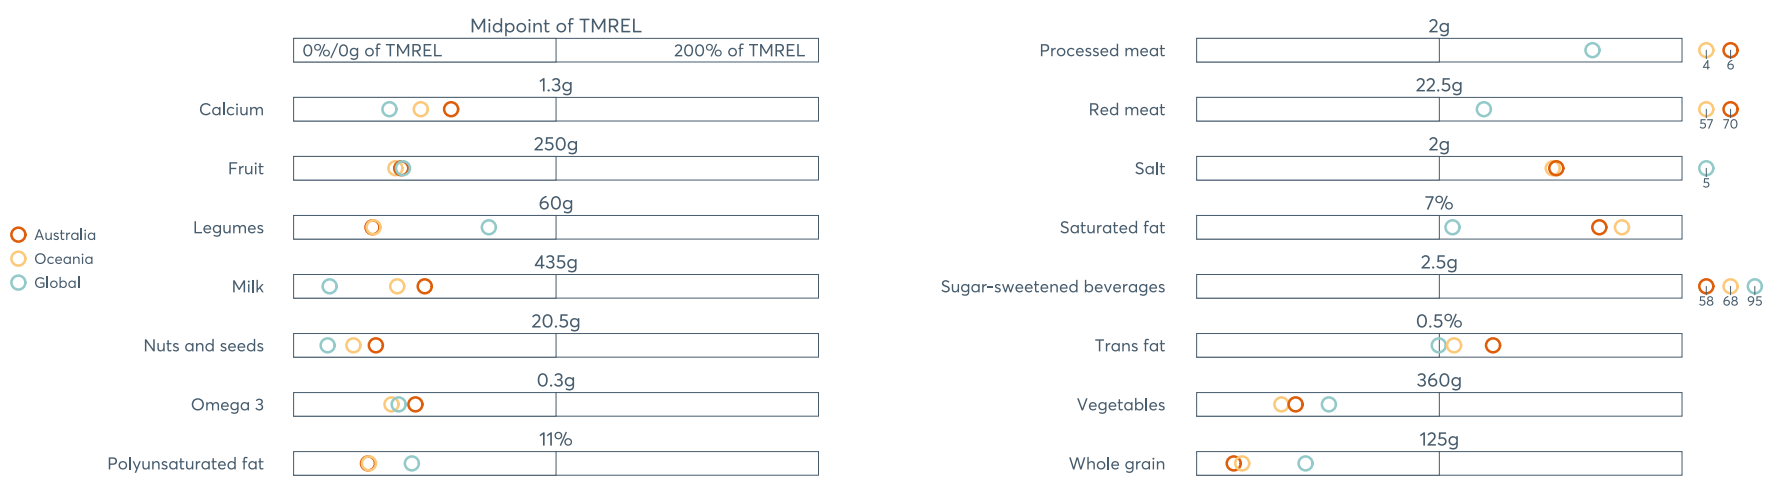 Midpoint of TMREL
0%/0g of TMREL 200% of TMREL
1.3g
Calcium
250g
Fruit
60g
Legumes
435g
Milk
20.5g
Nuts and seeds
0.3g
Omega 3
11%
Polyunsaturated fat
Australia
Oceania
Global
2g
Processed meat
4 6
22.5g
Red meat
57 70
2g
Salt
5
7%
Saturated fat
2.5g
Sugar-sweetened beverages
58 68 95
0.5%
Trans fat
360g
Vegetables
125g
Whole grain